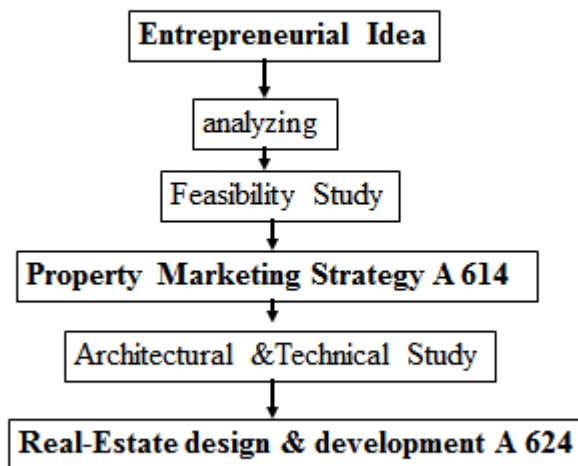 Entrepreneurial Idea
analyzing
Feasibility Study
Property Marketing Strategy A 614
Architectural &Technical Study
Real-Estate design & development A 624